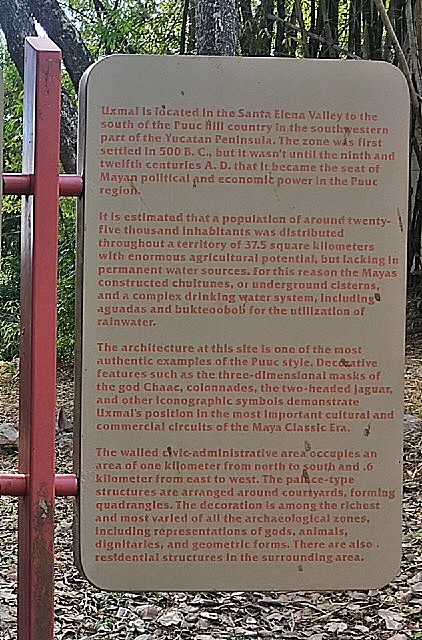 Uxmal is located in the Santa Elena Valley to the
south of the Puuc hill country in the southwestern
part of the Yucatan Peninsula. The zone was first
settled in 500 B. C., but it wasn't until the ninth and
twelfth centuries A. D. that it became the seat of
Mayan political and economic power in the Puuc
region.
It is estimated that a population of around twenty-
five thousand inhabitants was distributed
throughout a territory of 37.5 square kilometers
with enormous agricultural potential, but lacking in
permanent water sources. For this reason the Mayas
constructed chultunes, or underground cisterns,
and a complex drinking water system, including
aguadas and bukteoobob for the utilization of
rainwater.
The architecture at this site is one of the most
authentic examples of the Puuc style. Decorative
features such as the three-dimensional masks of
the god Chaac, colonnades, the two-headed jaguar,
and other iconographic symbols demonstrate
Uxmal's position in the most important cultural and
commercial circuits of the Maya Classic Era.
The walled civic-administrative area occupies an
area of one kilometer from north to south and .6
kilometer from east to west. The palace-type
structures are arranged around courtyards, forming
quadrangles. The decoration is among the richest
and most varied of all the archaeological zones,
including representations of gods, animals,
dignitaries, and geometric forms. There are also
residential structures in the surrounding area.